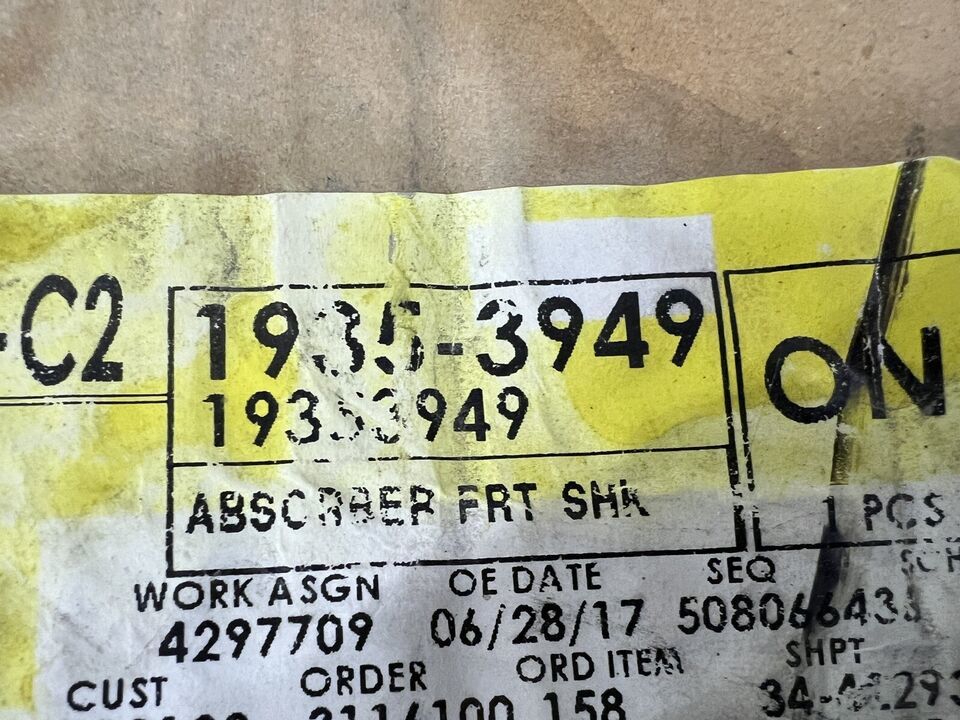 -C2
1935-3949
19353949
ON
ABSORBER FRT SHK
1 PCS
WORK ASGN OE DATE SEQ
4297709 06/28/17
CUST ORDER ORD ITEM SHPT
158